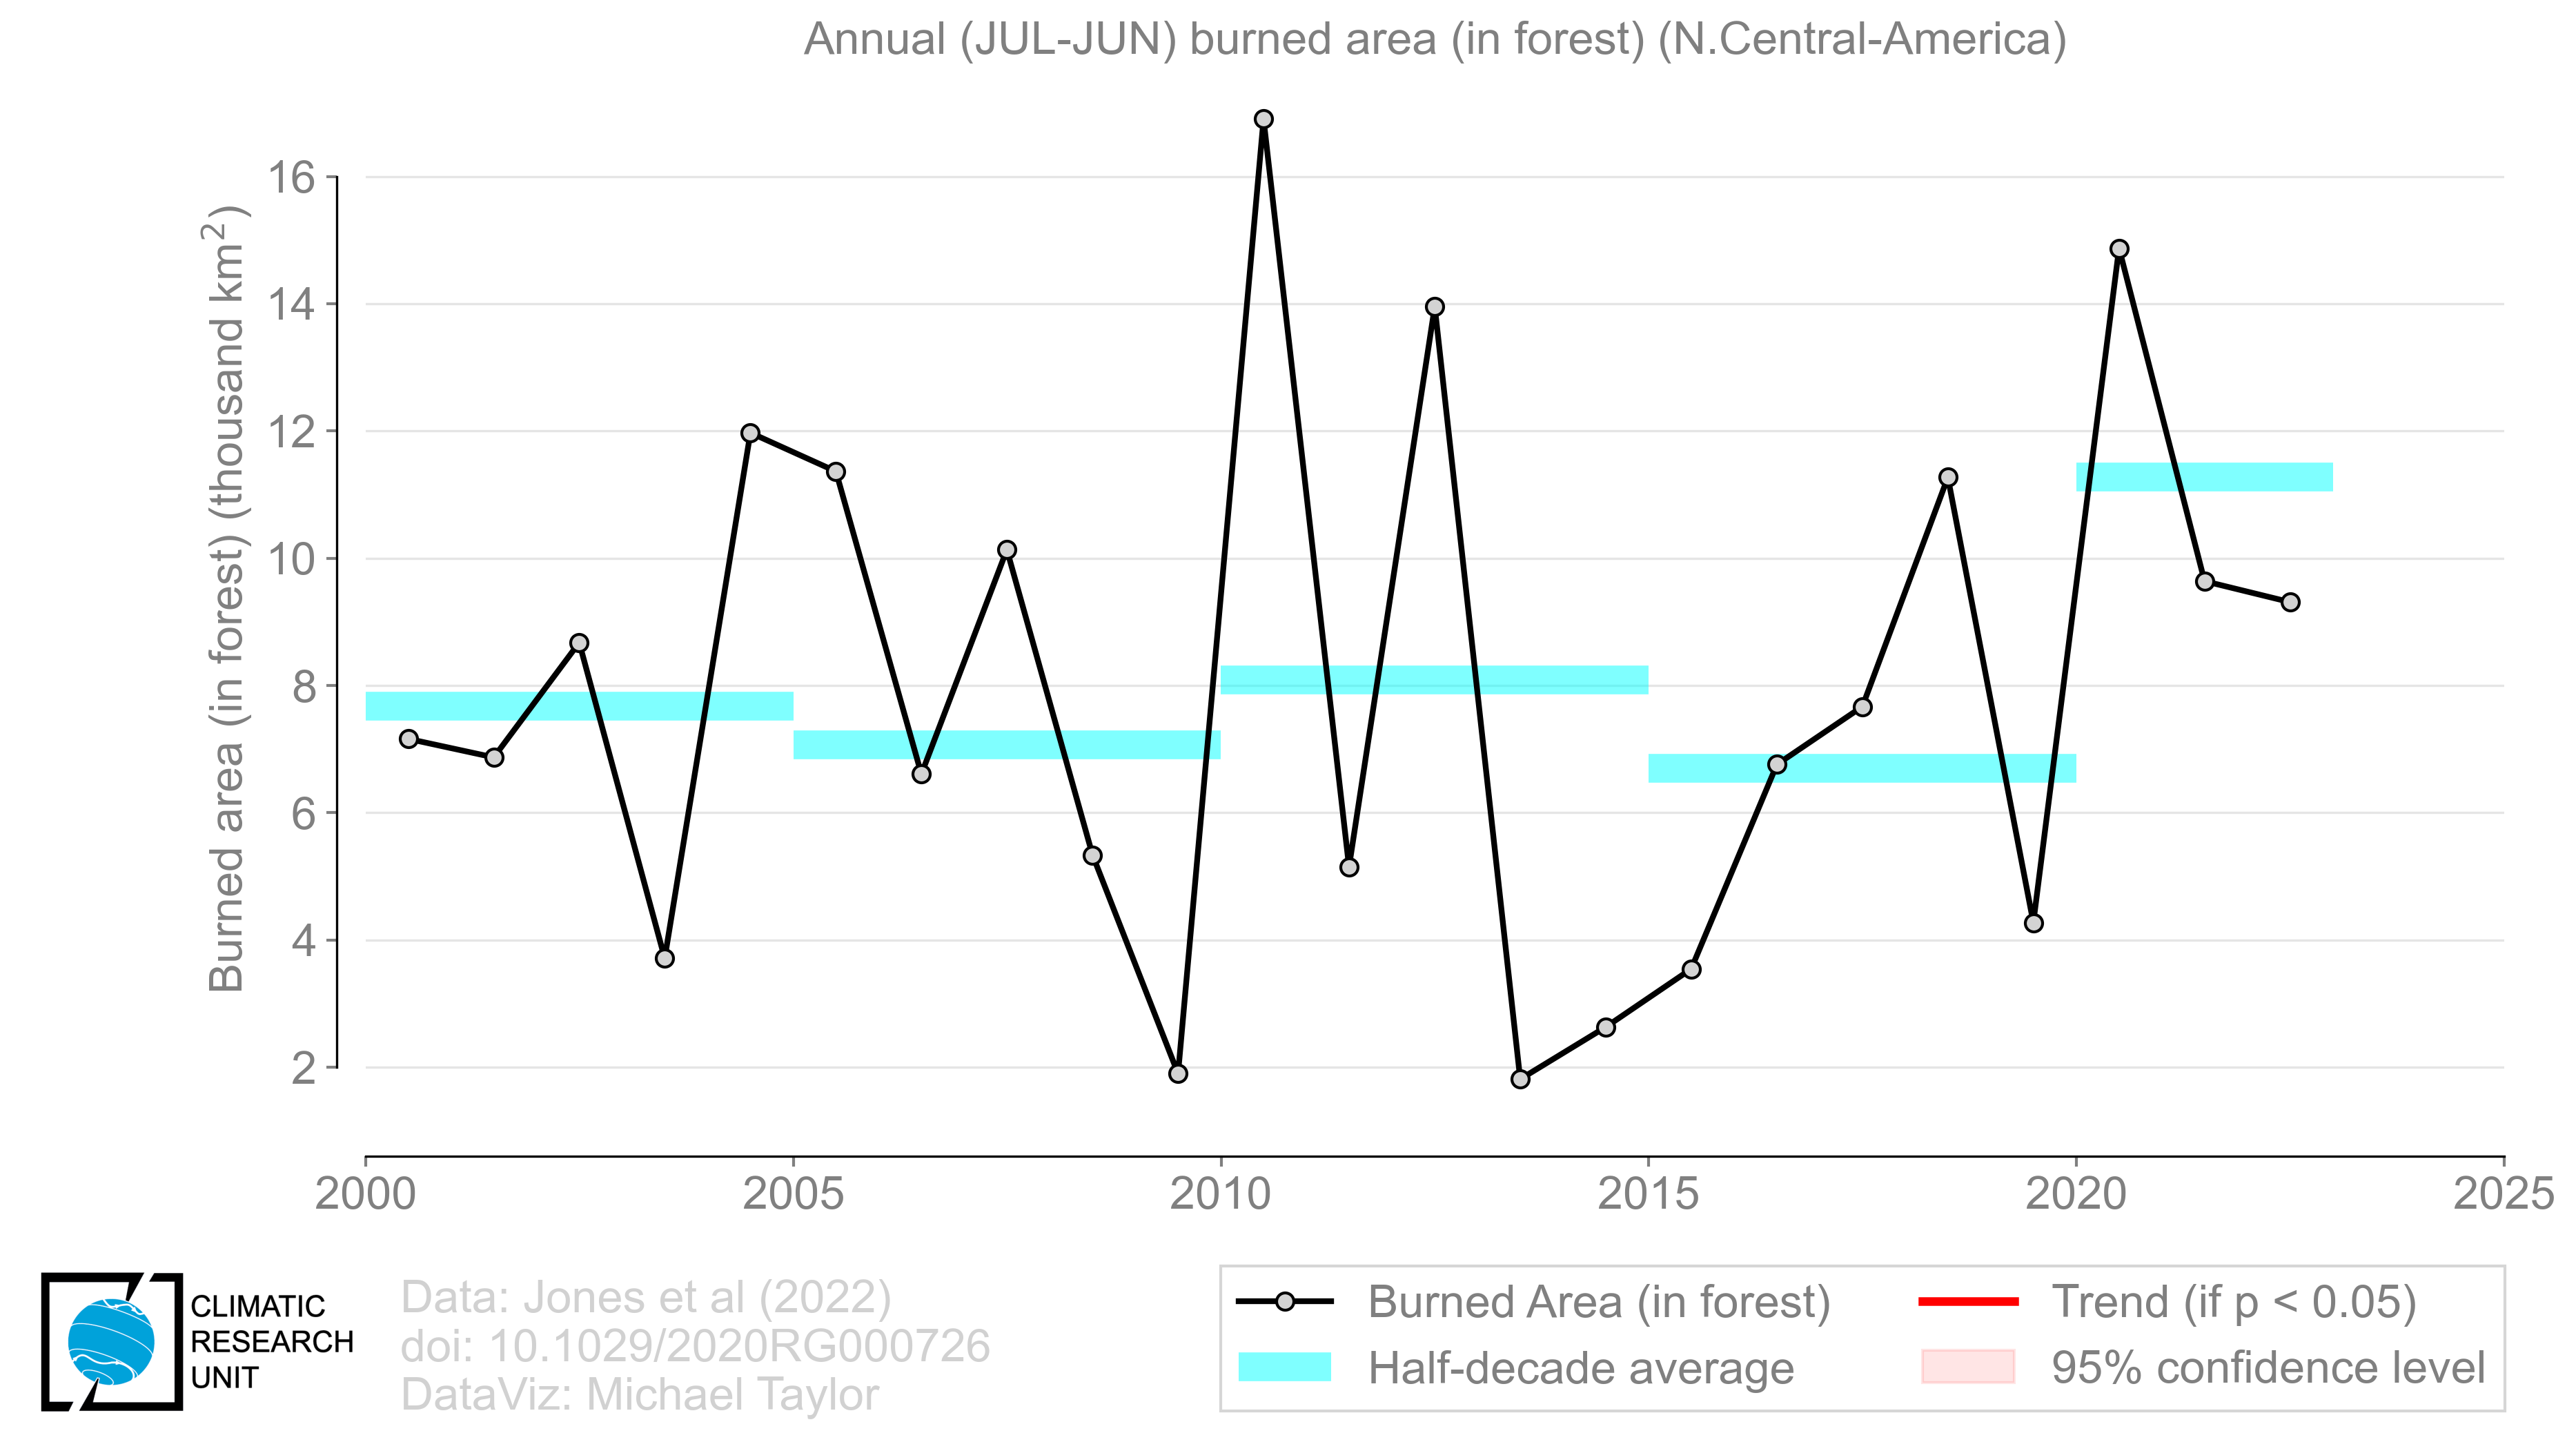 Annual (JUL-JUN) burned area (in forest) (N.Central-America)
Burned area (in forest) (thousand km²)
16
14
12
10
8
6
4
2
2000
2005
2010
2015
2020
2025
CLIMATIC
RESEARCH
UNIT
Data: Jones et al (2022)
doi: 10.1029/2020RG000726
DataViz: Michael Taylor
Burned Area (in forest)
Half-decade average
Trend (if p < 0.05)
95% confidence level